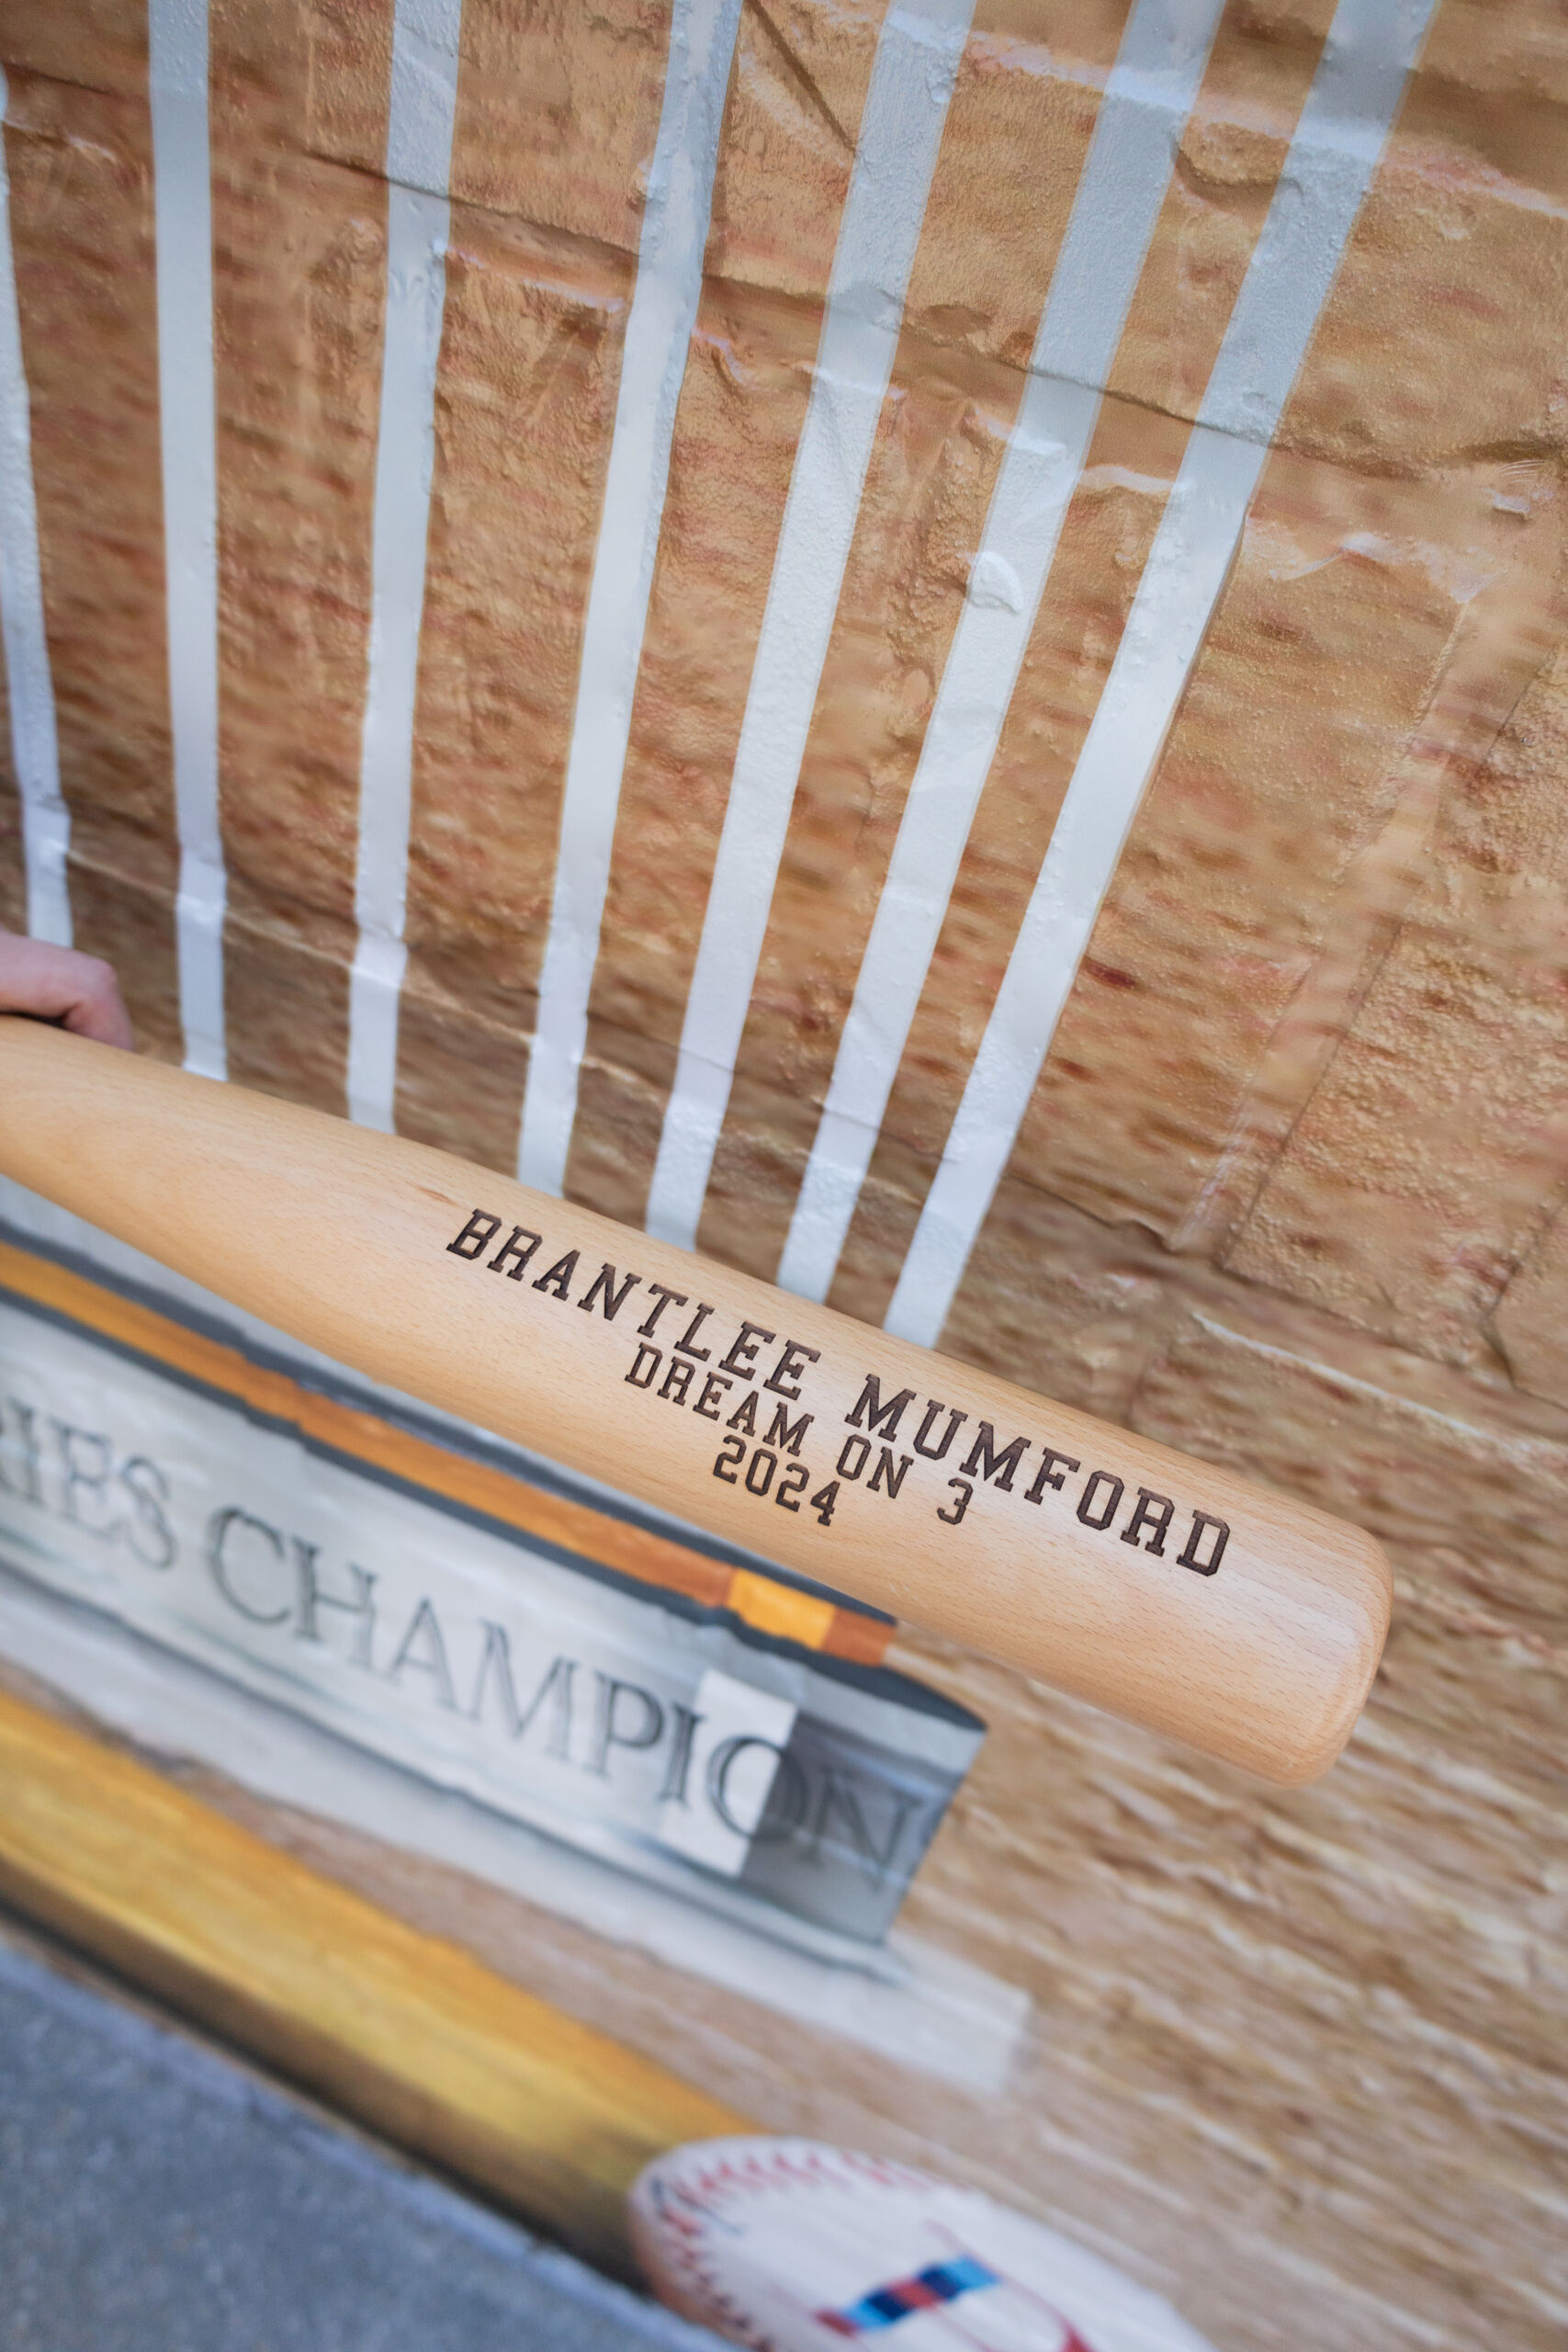 BRANTLEE MUMFORD
DREAM ON 3
2024
CHAMPION